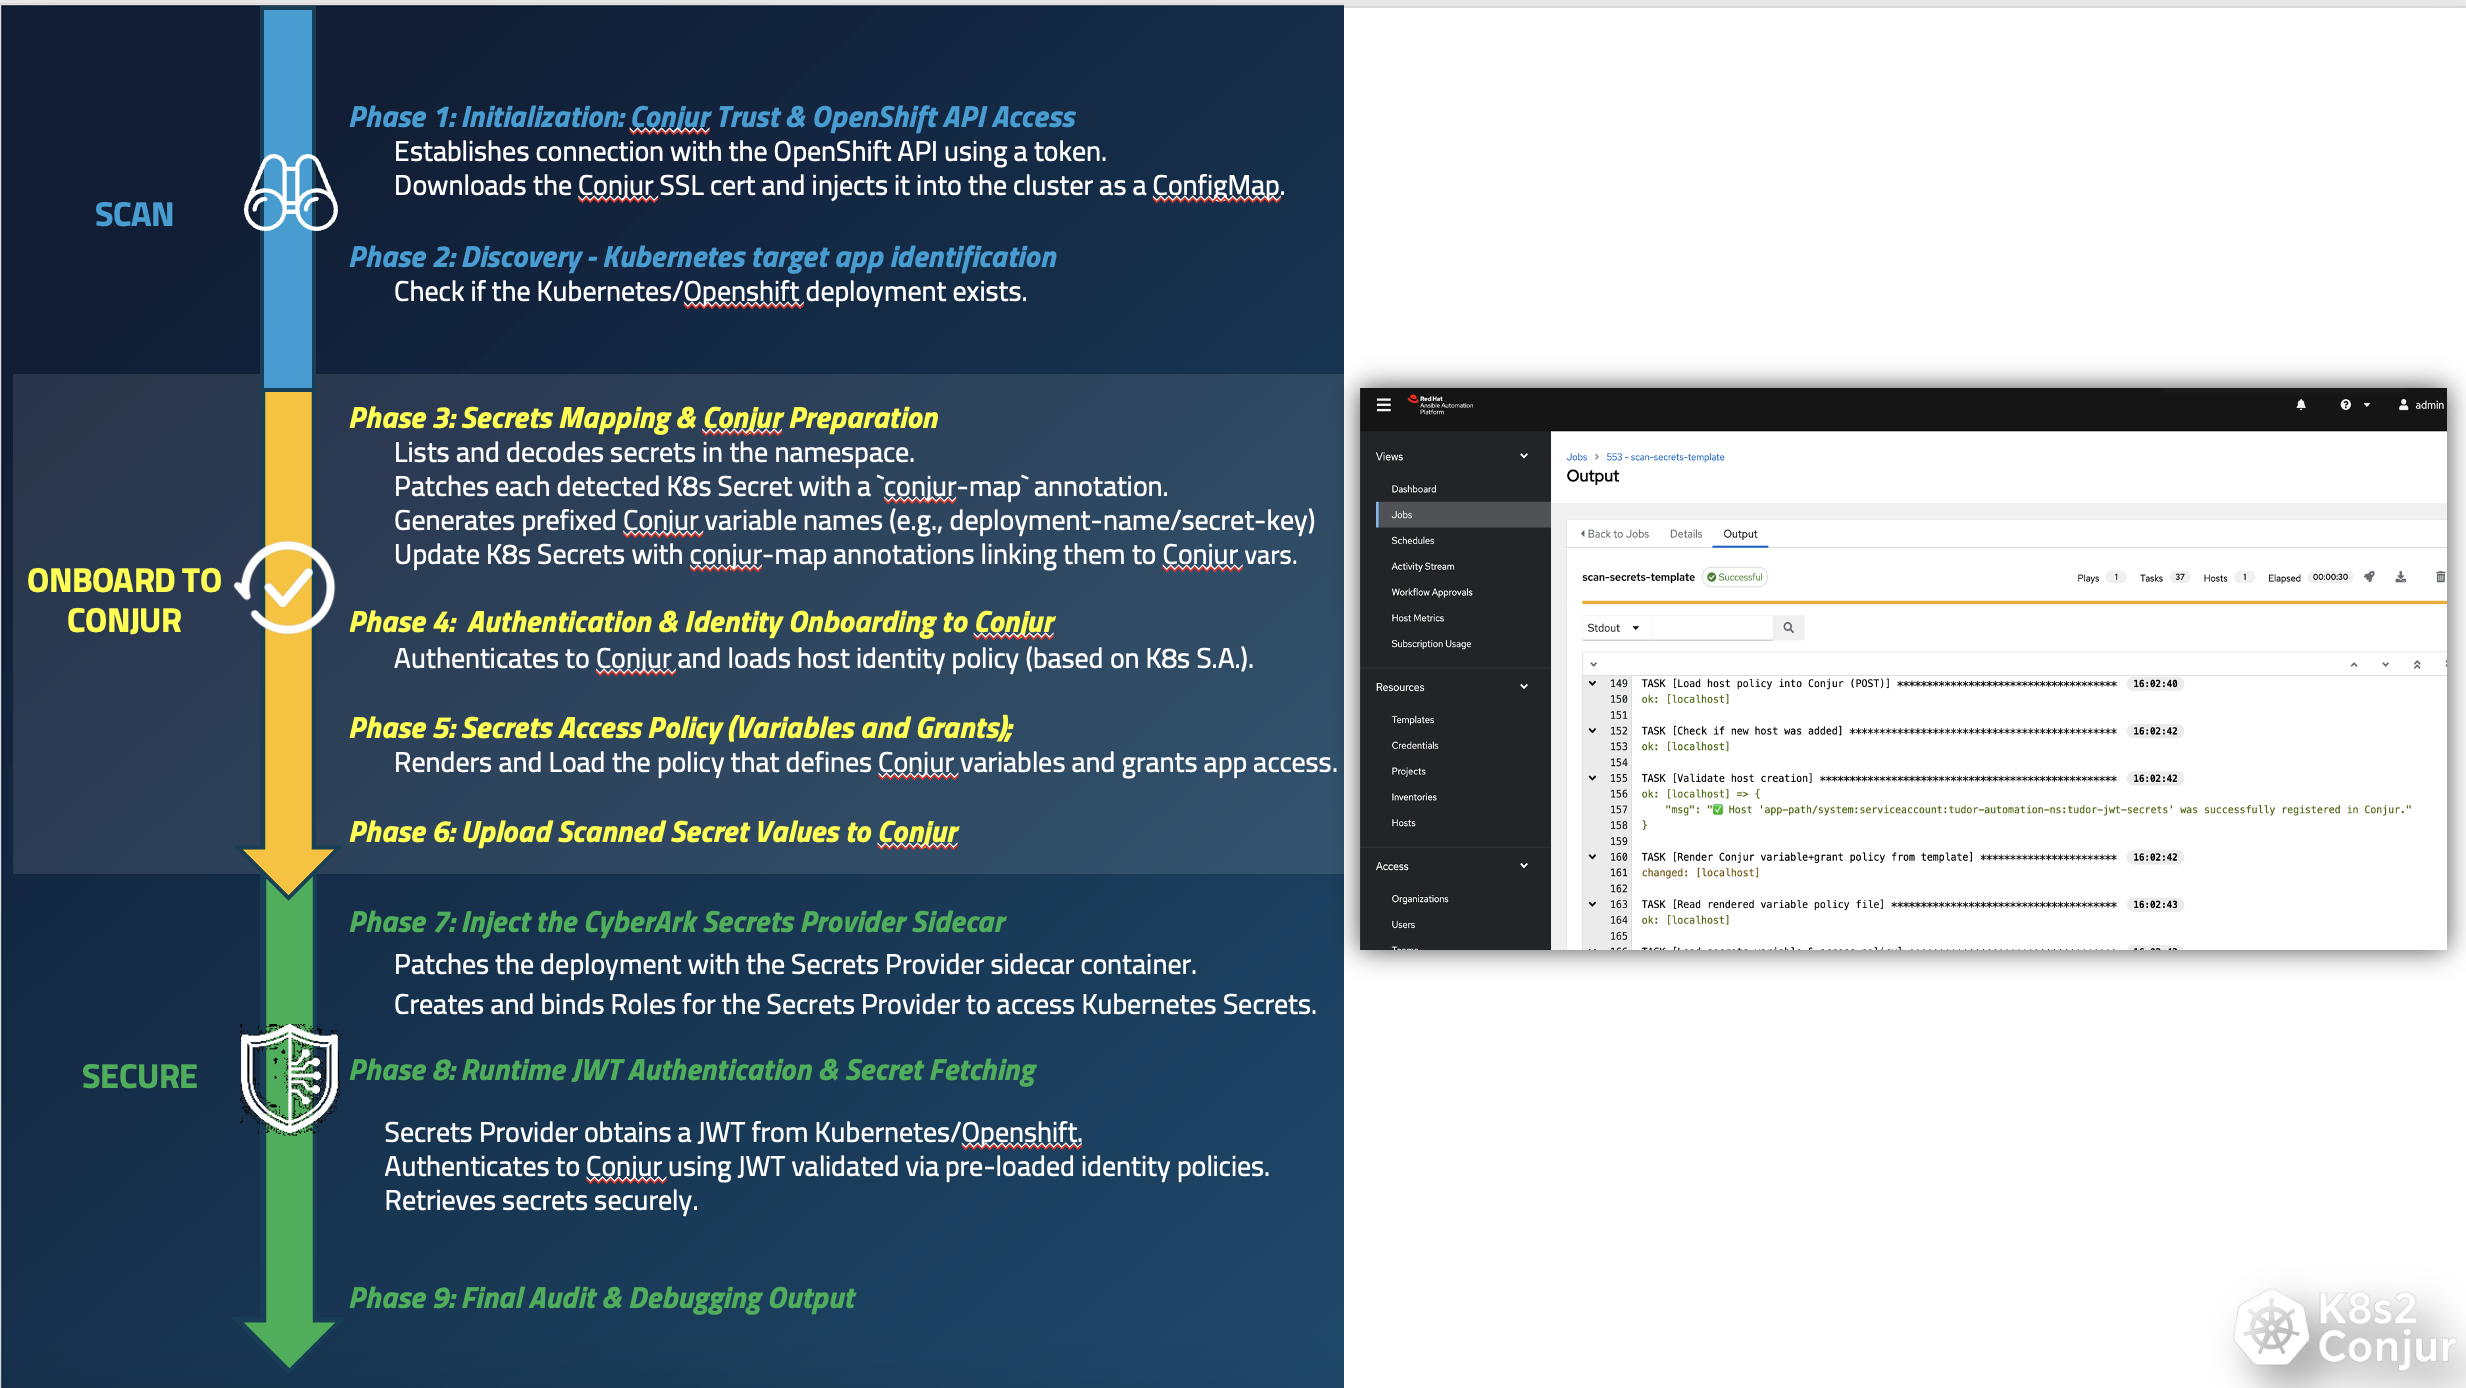 SCAN
Phase 1: Initialization: Conjur Trust & OpenShift API Access
Establishes connection with the OpenShift API using a token.
Downloads the Conjur SSL cert and injects it into the cluster as a ConfigMap.
Phase 2: Discovery - Kubernetes target app identification
Check if the Kubernetes/Openshift deployment exists.
ONBOARD TO
CONJUR
Phase 3: Secrets Mapping & Conjur Preparation
Lists and decodes secrets in the namespace.
Patches each detected K8s Secret with a `conjur-map` annotation.
Generates prefixed Conjur variable names (e.g., deployment-name/secret-key)
Update K8s Secrets with conjur-map annotations linking them to Conjur vars.
Phase 4:  Authentication & Identity Onboarding to Conjur
Authenticates to Conjur and loads host identity policy (based on K8s S.A.).
Phase 5: Secrets Access Policy (Variables and Grants);
Renders and Load the policy that defines Conjur variables and grants app access.
Phase 6: Upload Scanned Secret Values to Conjur
SECURE
Phase 7: Inject the CyberArk Secrets Provider Sidecar
Patches the deployment with the Secrets Provider sidecar container.
Creates and binds Roles for the Secrets Provider to access Kubernetes Secrets.
Phase 8: Runtime JWT Authentication & Secret Fetching
Secrets Provider obtains a JWT from Kubernetes/Openshift.
Authenticates to Conjur using JWT validated via pre-loaded identity policies.
Retrieves secrets securely.
Phase 9: Final Audit & Debugging Output
Red Hat
Ansible Automation
Platform
admin
Views
Dashboard
Jobs
Schedules
Activity Stream
Workflow Approvals
Host Metrics
Subscription Usage
Resources
Templates
Credentials
Projects
Inventories
Hosts
Access
Organizations
Users
Jobs > 553 - scan-secrets-template
Output
Back to Jobs Details Output
scan-secrets-template Successful Plays 1 Tasks 37 Hosts 1 Elapsed 00:00:30
Stdout
149 TASK [Load host policy into Conjur (POST)] ************************************* 16:02:40
150 ok: [localhost]
151
152 TASK [Check if new host was added] ********************************************* 16:02:42
153 ok: [localhost]
154
155 TASK [Validate host creation] ************************************************** 16:02:42
156 ok: [localhost] => {
157 "msg": "✅ Host 'app-path/system:serviceaccount:tudor-automation-ns:tudor-jwt-secrets' was successfully registered in Conjur."
158 }
159
160 TASK [Render Conjur variable+grant policy from template] *********************** 16:02:42
161 changed: [localhost]
162
163 TASK [Read rendered variable policy file] ************************************** 16:02:43
164 ok: [localhost]
165
K8s2
Conjur